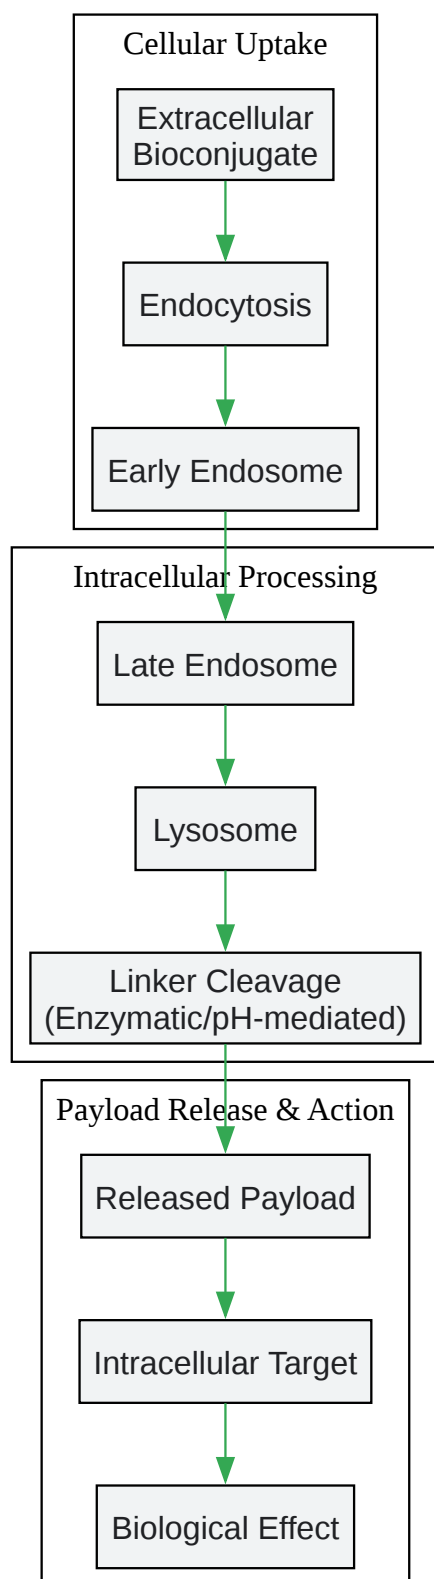 Cellular Uptake
Extracellular
Bioconjugate
Endocytosis
Early Endosome
Intracellular Processing
Late Endosome
Lysosome
Linker Cleavage
(Enzymatic/pH-mediated)
Payload Release & Action
Released Payload
Intracellular Target
Biological Effect